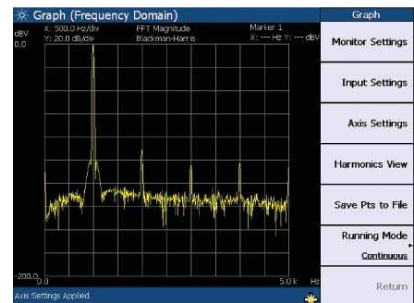 Graph (Frequency Domain)
Graph
dBV
X: 500.0 Hz/div
FFT Magnitude
Marker 1
0.0
Y: 20.0 dB/div
Blackman-Harris
X: --- Hz Y: --- dBV
Monitor Settings
Input Settings
Axis Settings
Harmonics View
Save Pts to File
Running Mode
Continuous
-200.0
5.0 k
Hz
Axis Settings Applied.
Return